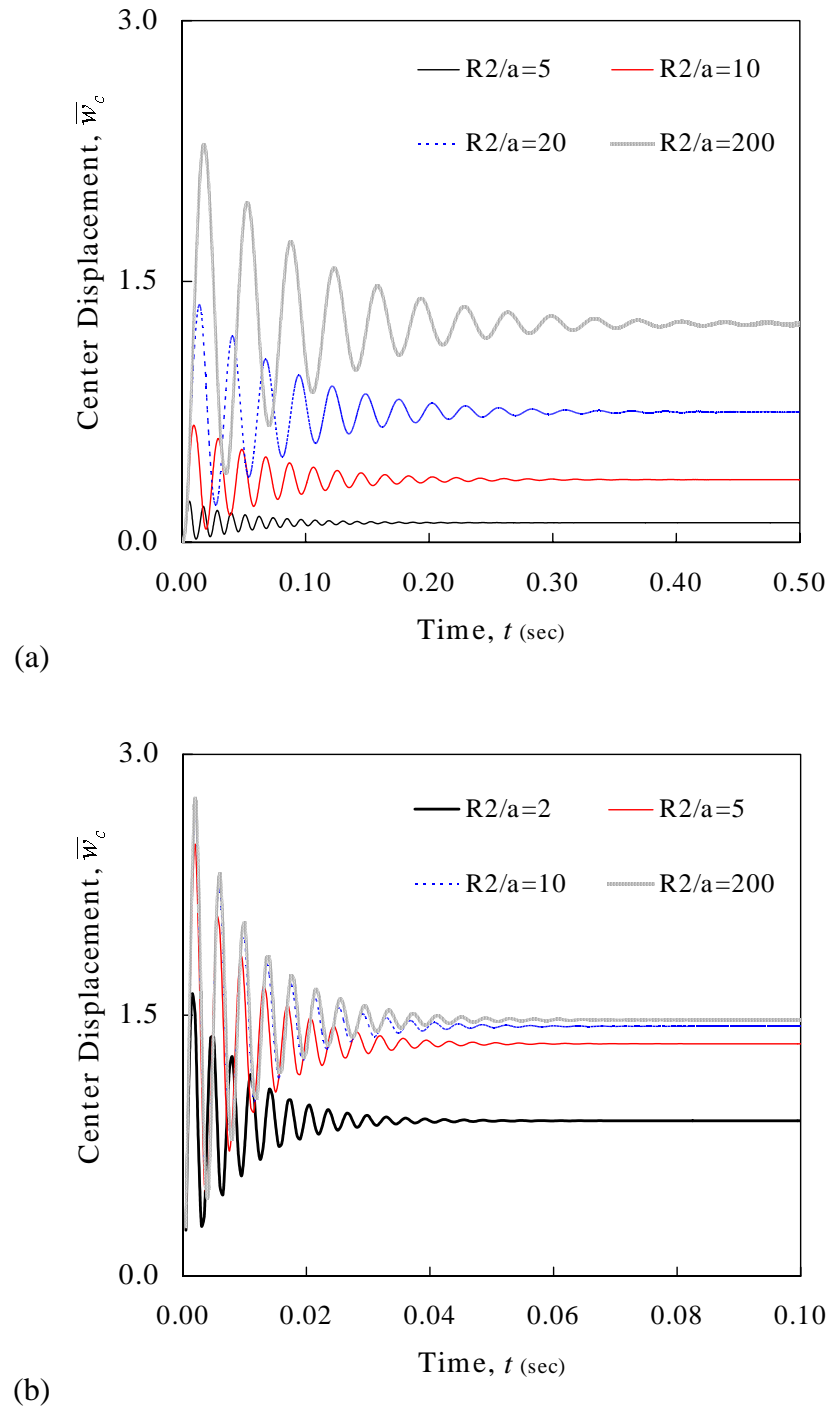 3.0
R2/a=5
R2/a=10
R2/a=20
R2/a=200
Center Displacement, w̅c
1.5
0.0
0.00 0.10 0.20 0.30 0.40 0.50
Time, t (sec)
(a)
3.0
R2/a=2
R2/a=5
R2/a=10
R2/a=200
Center Displacement, w̅c
1.5
0.0
0.00 0.02 0.04 0.06 0.08 0.10
Time, t (sec)
(b)